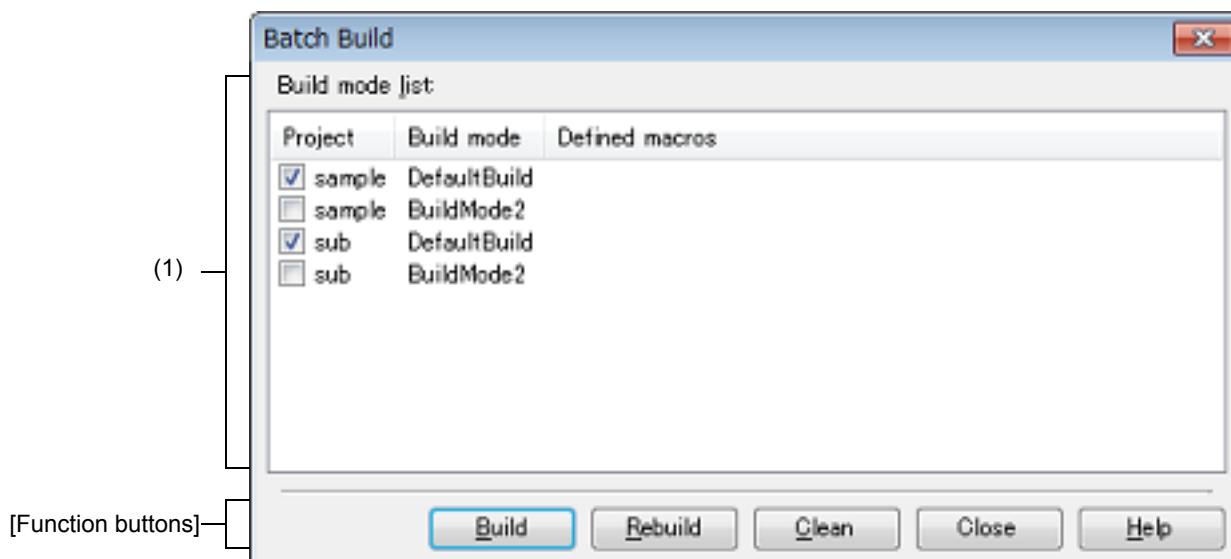 Batch Build
Build mode list:
Project Build mode Defined macros
sample DefaultBuild
sample BuildMode2
sub DefaultBuild
sub BuildMode2
(1)
[Function buttons]
Build Rebuild Clean Close Help